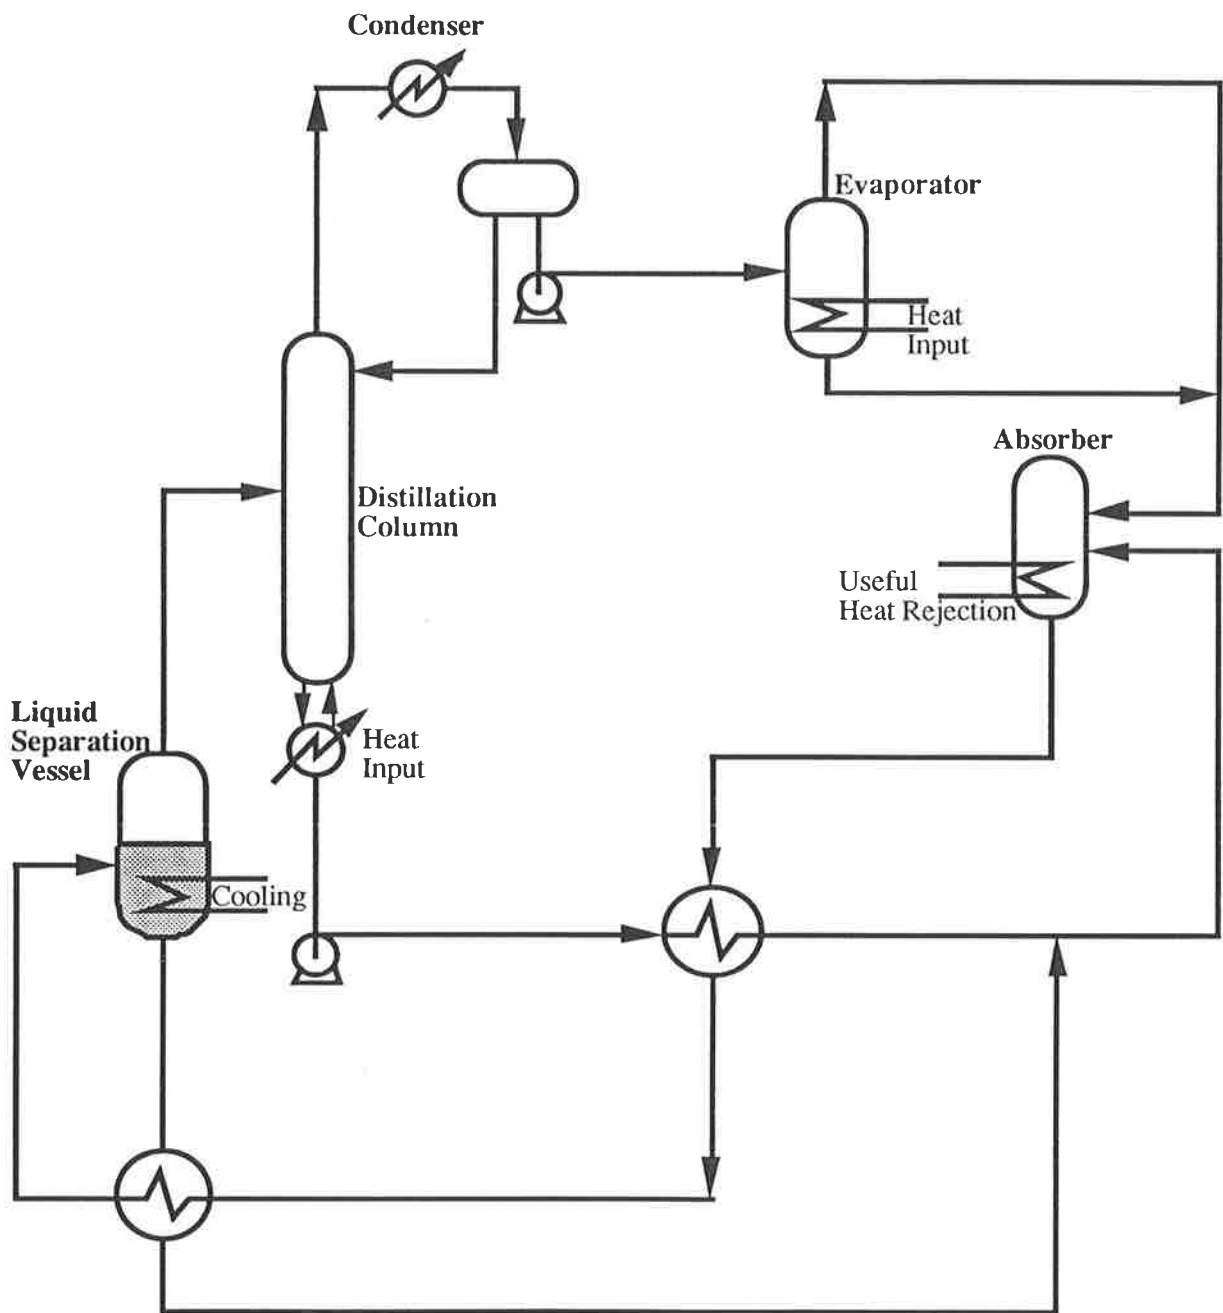 Condenser
Evaporator
Heat
Input
Absorber
Distillation
Column
Useful
Heat Rejection
Liquid
Separation
Vessel
Heat
Input
Cooling